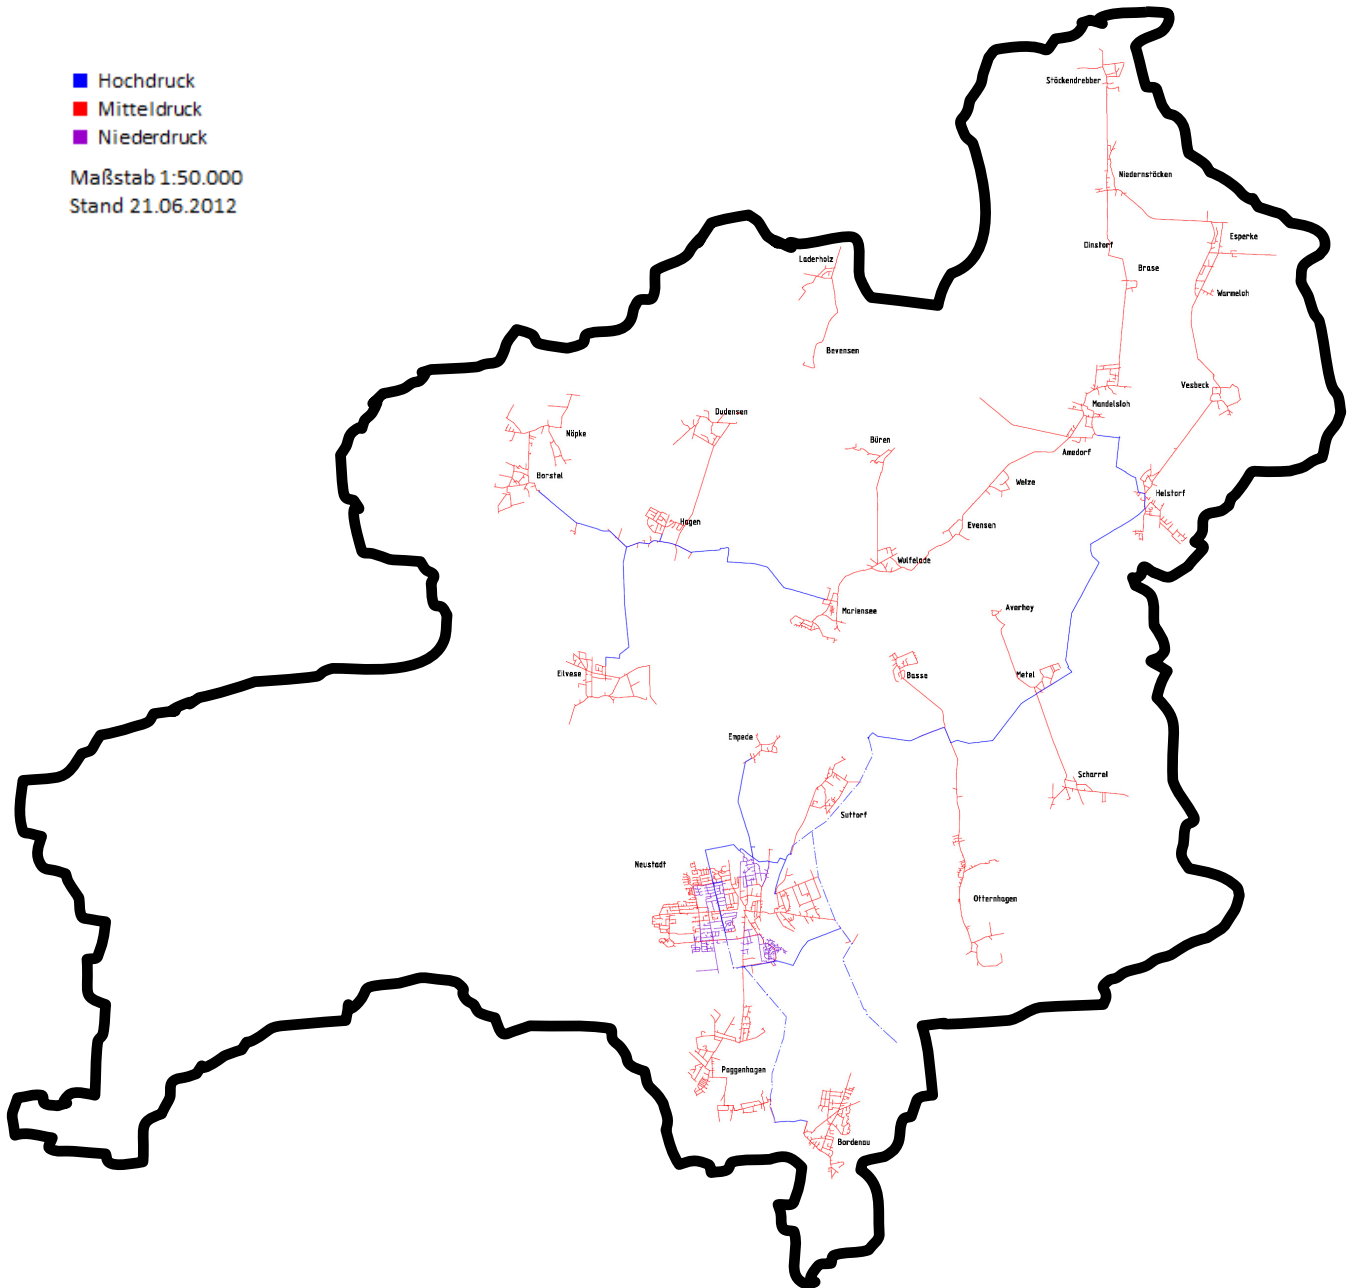 Hochdruck
Mitteldruck
Niederdruck
Maßstab 1:50.000
Stand 21.06.2012
Stöckendrebber
Niedernstöcken
Esperke
Dinstorf
Laderholz
Brase
Warmeloh
Bevensen
Vesbeck
Mandelsloh
Dudensen
Nöpke
Büren
Amedorf
Borstel
Welze
Helstorf
Hagen
Evensen
Wulfelade
Averhoy
Mariensee
Eilvese
Basse
Metel
Empede
Scharrel
Suttorf
Neustadt
Otternhagen
Poggenhagen
Bordenau